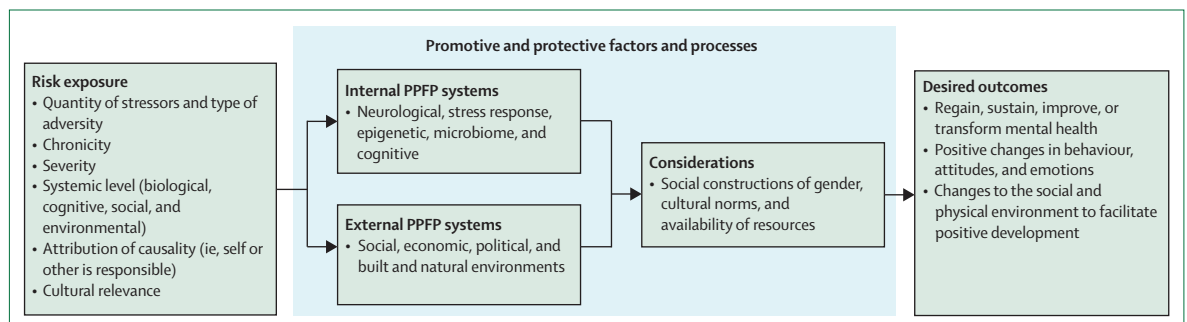 Promotive and protective factors and processes
Risk exposure
• Quantity of stressors and type of
adversity
• Chronicity
• Severity
• Systemic level (biological,
cognitive, social, and
environmental)
• Attribution of causality (ie, self or
other is responsible)
• Cultural relevance
Internal PPFP systems
• Neurological, stress response,
epigenetic, microbiome, and
cognitive
External PPFP systems
• Social, economic, political, and
built and natural environments
Considerations
• Social constructions of gender,
cultural norms, and
availability of resources
Desired outcomes
• Regain, sustain, improve, or
transform mental health
• Positive changes in behaviour,
attitudes, and emotions
• Changes to the social and
physical environment to facilitate
positive development